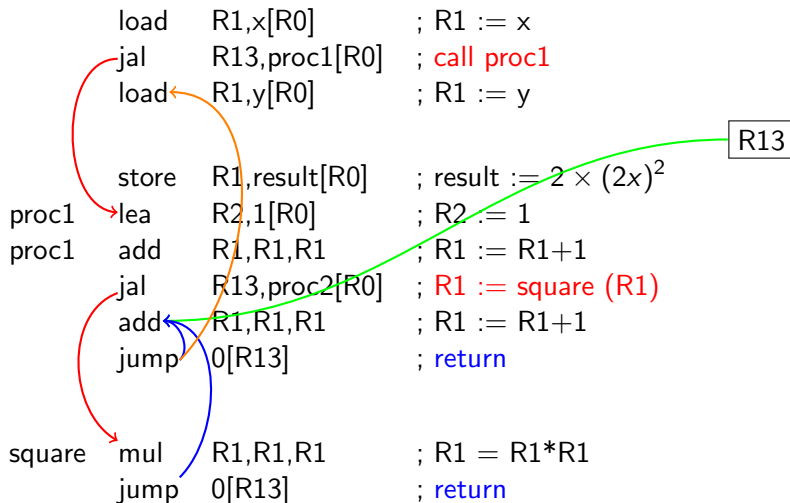 load R1,x[R0] ; R1 := x
jal R13,proc1[R0] ; call proc1
load R1,y[R0] ; R1 := y
R13
store R1,result[R0] ; result := 2 × (2x)²
proc1 lea R2,1[R0] ; R2 := 1
proc1 add R1,R1,R1 ; R1 := R1+1
jal R13,proc2[R0] ; R1 := square (R1)
add R1,R1,R1 ; R1 := R1+1
jump 0[R13] ; return
square mul R1,R1,R1 ; R1 = R1*R1
jump 0[R13] ; return